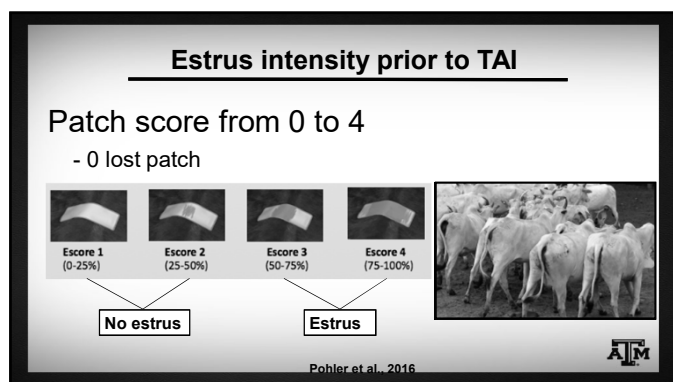 Estrus intensity prior to TAI
Patch score from 0 to 4
- 0 lost patch
Escore 1
(0-25%)
Escore 2
(25-50%)
Escore 3
(50-75%)
Escore 4
(75-100%)
No estrus
Estrus
Pohler et al., 2016
ATM